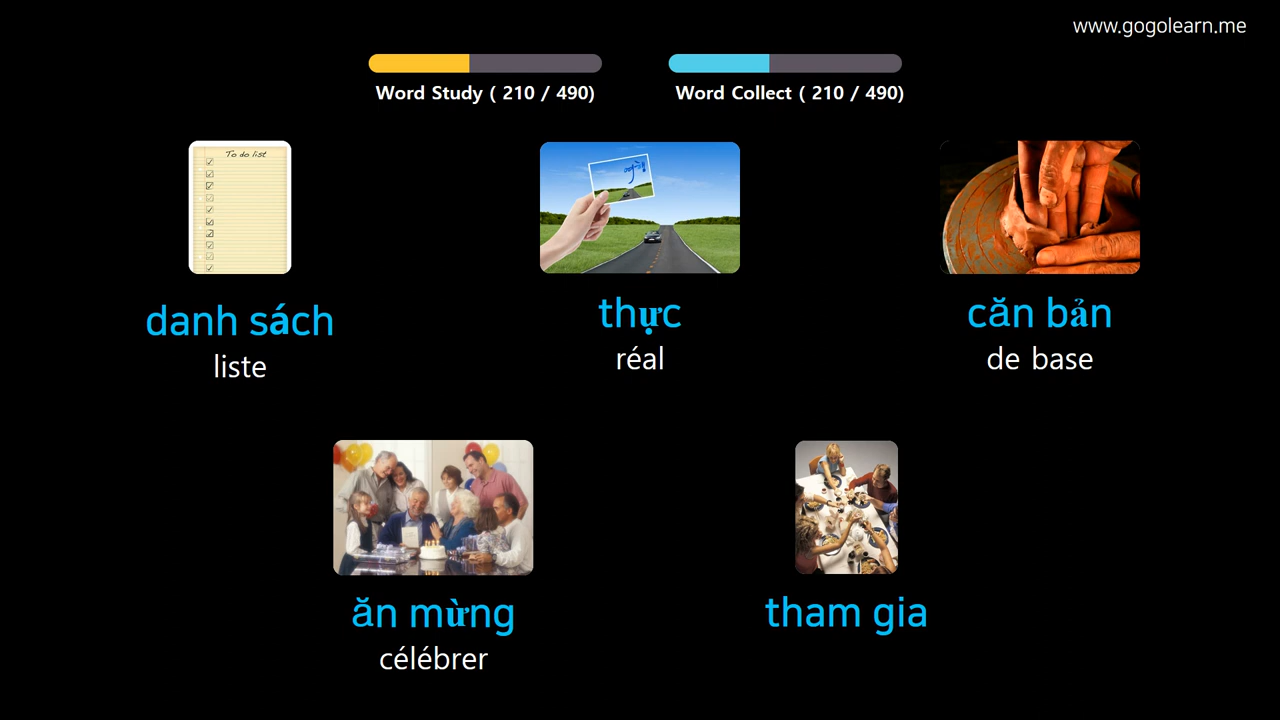 www.gogolearn.me
Word Study ( 210 / 490)
Word Collect ( 210 / 490)
To do list
danh sách
liste
thực
réal
căn bản
de base
ăn mừng
célébrer
tham gia